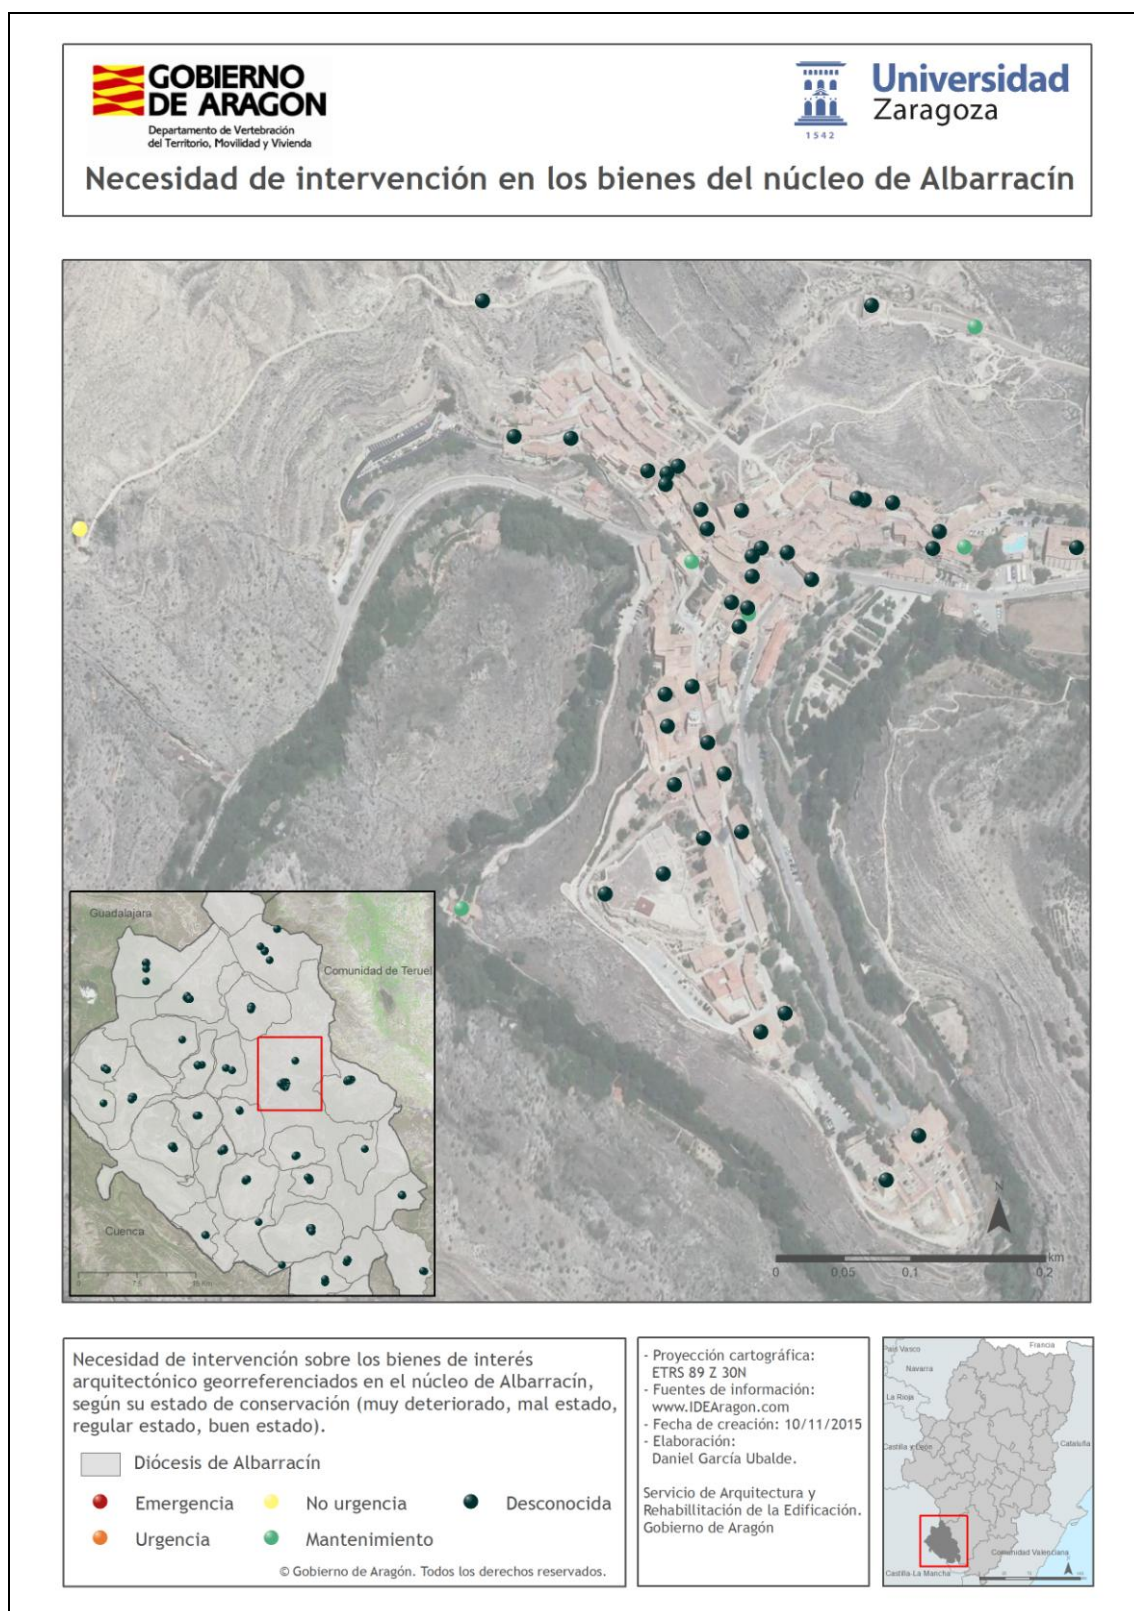 GOBIERNO
DE ARAGON
Departamento de Vertebración
del Territorio, Movilidad y Vivienda
1542
Universidad
Zaragoza
Necesidad de intervención en los bienes del núcleo de Albarracín
Guadalajara
Comunidad de Teruel
Cuenca
N
km
0 0,05 0,1 0,2
Necesidad de intervención sobre los bienes de interés
arquitectónico georreferenciados en el núcleo de Albarracín,
según su estado de conservación (muy deteriorado, mal estado,
regular estado, buen estado).
Diócesis de Albarracín
Emergencia No urgencia Desconocida
Urgencia Mantenimiento
© Gobierno de Aragón. Todos los derechos reservados.
- Proyección cartográfica:
ETRS 89 Z 30N
- Fuentes de información:
www.IDEAragon.com
- Fecha de creación: 10/11/2015
- Elaboración:
Daniel García Ubalde.
Servicio de Arquitectura y
Rehabillitación de la Edificación.
Gobierno de Aragón
País Vasco
Francia
Navarra
La Rioja
Castilla y León
Cataluña
Comunidad Valenciana
Castilla-La Mancha